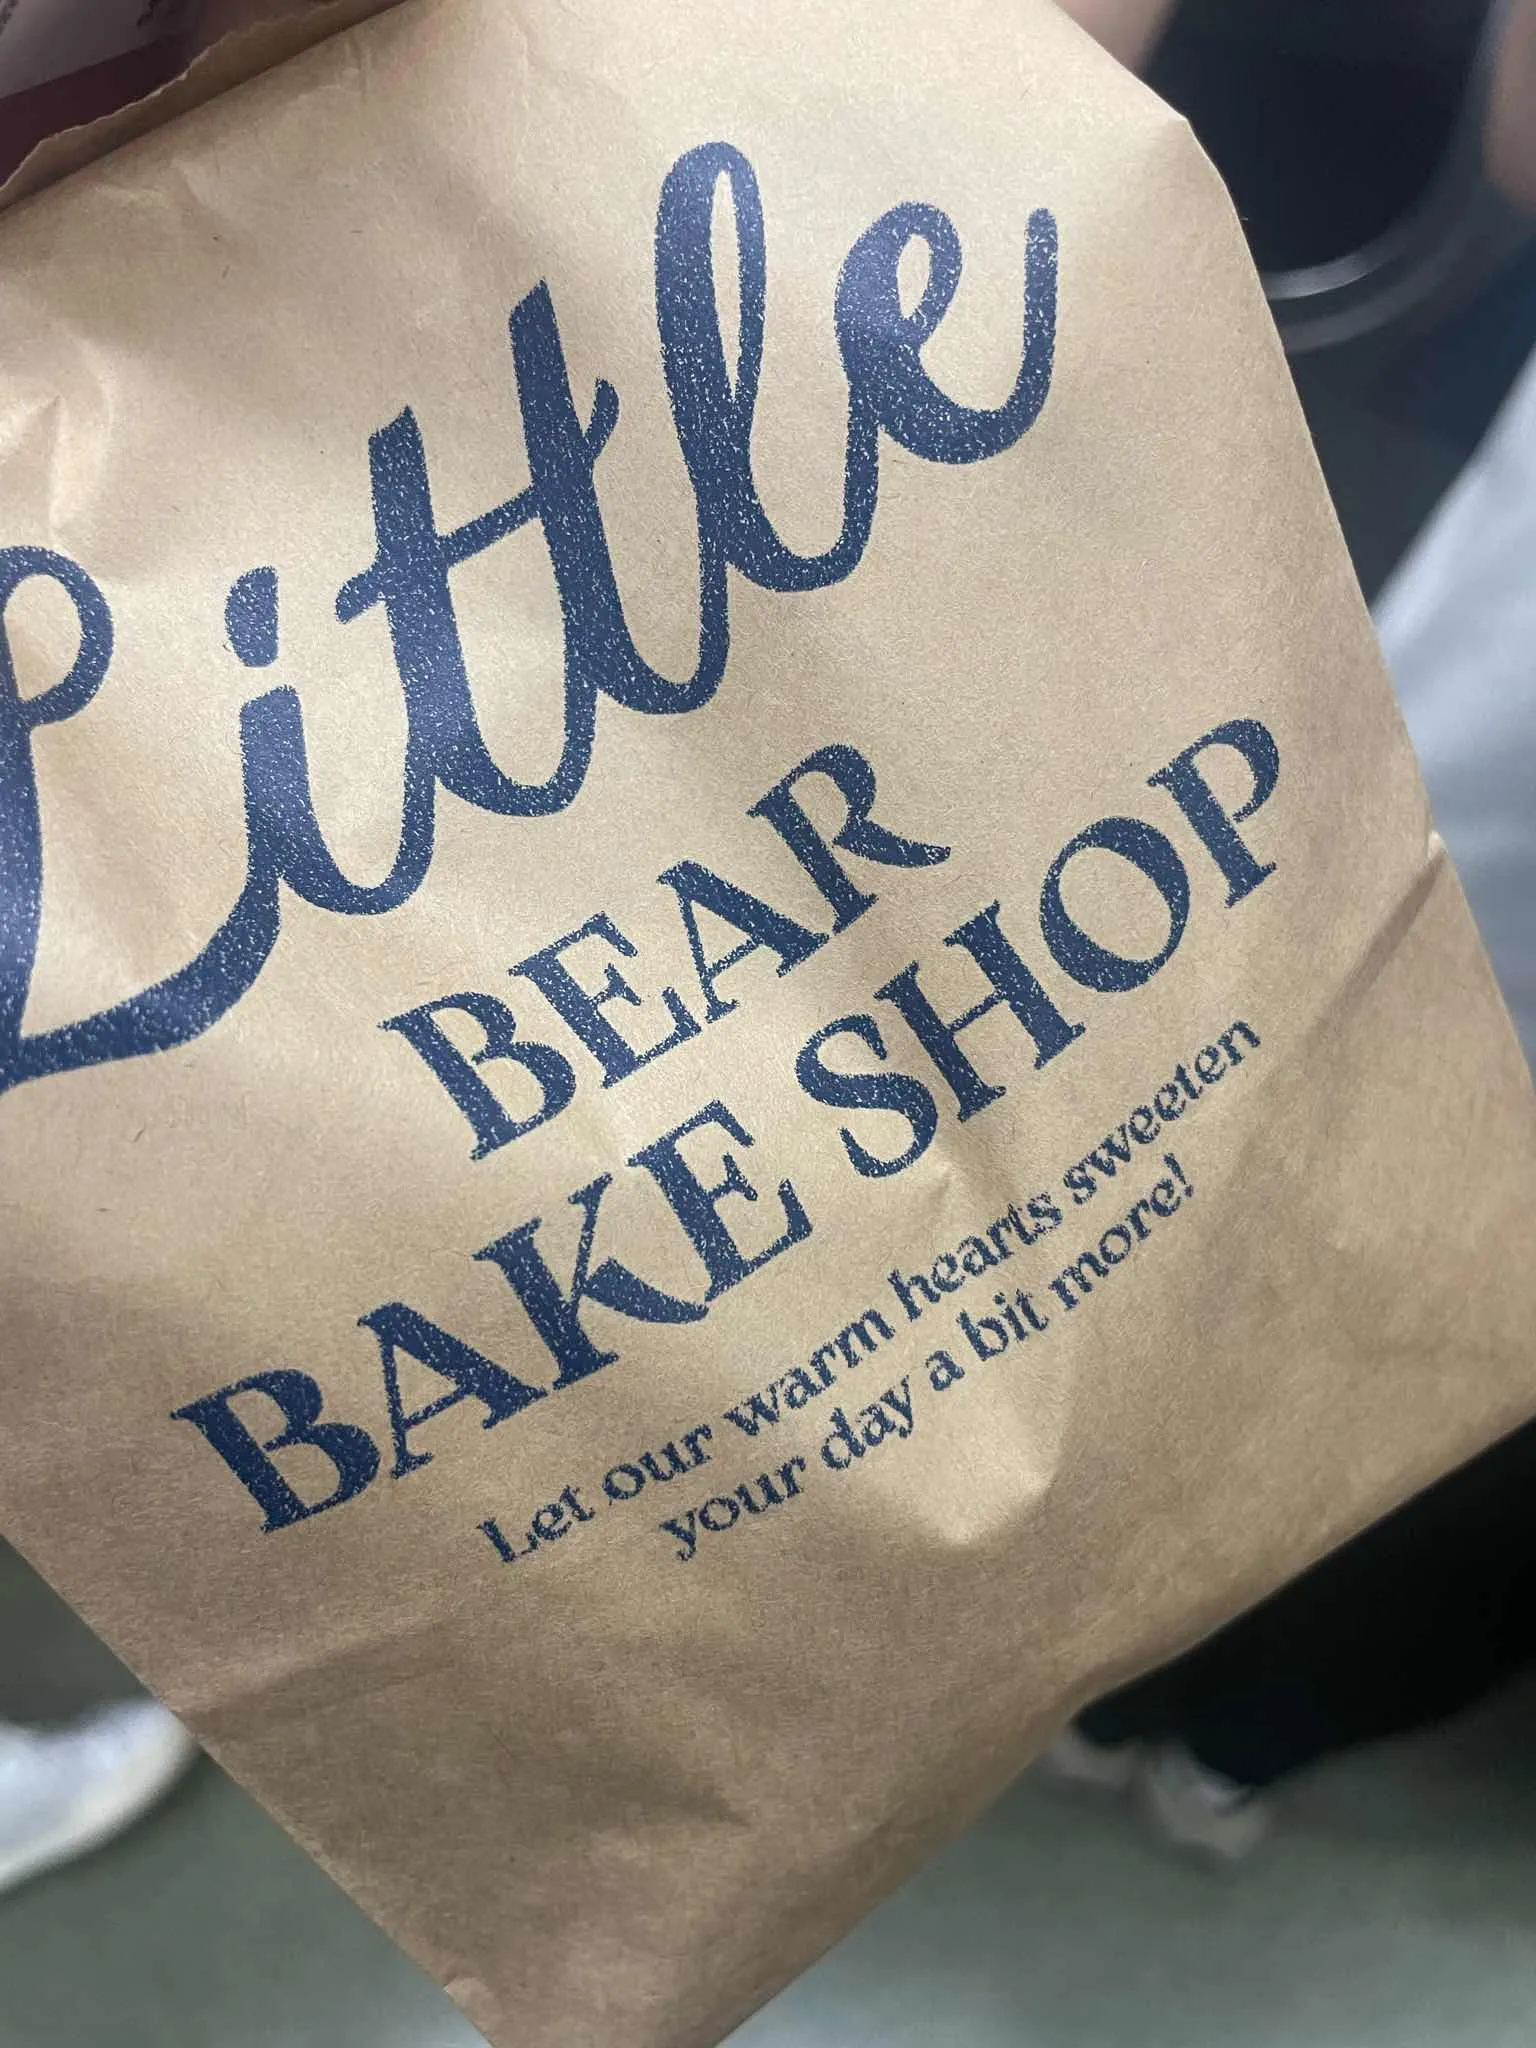 Little
BEAR
BAKE SHOP
Let our warm hearts sweeten
your day a bit more!